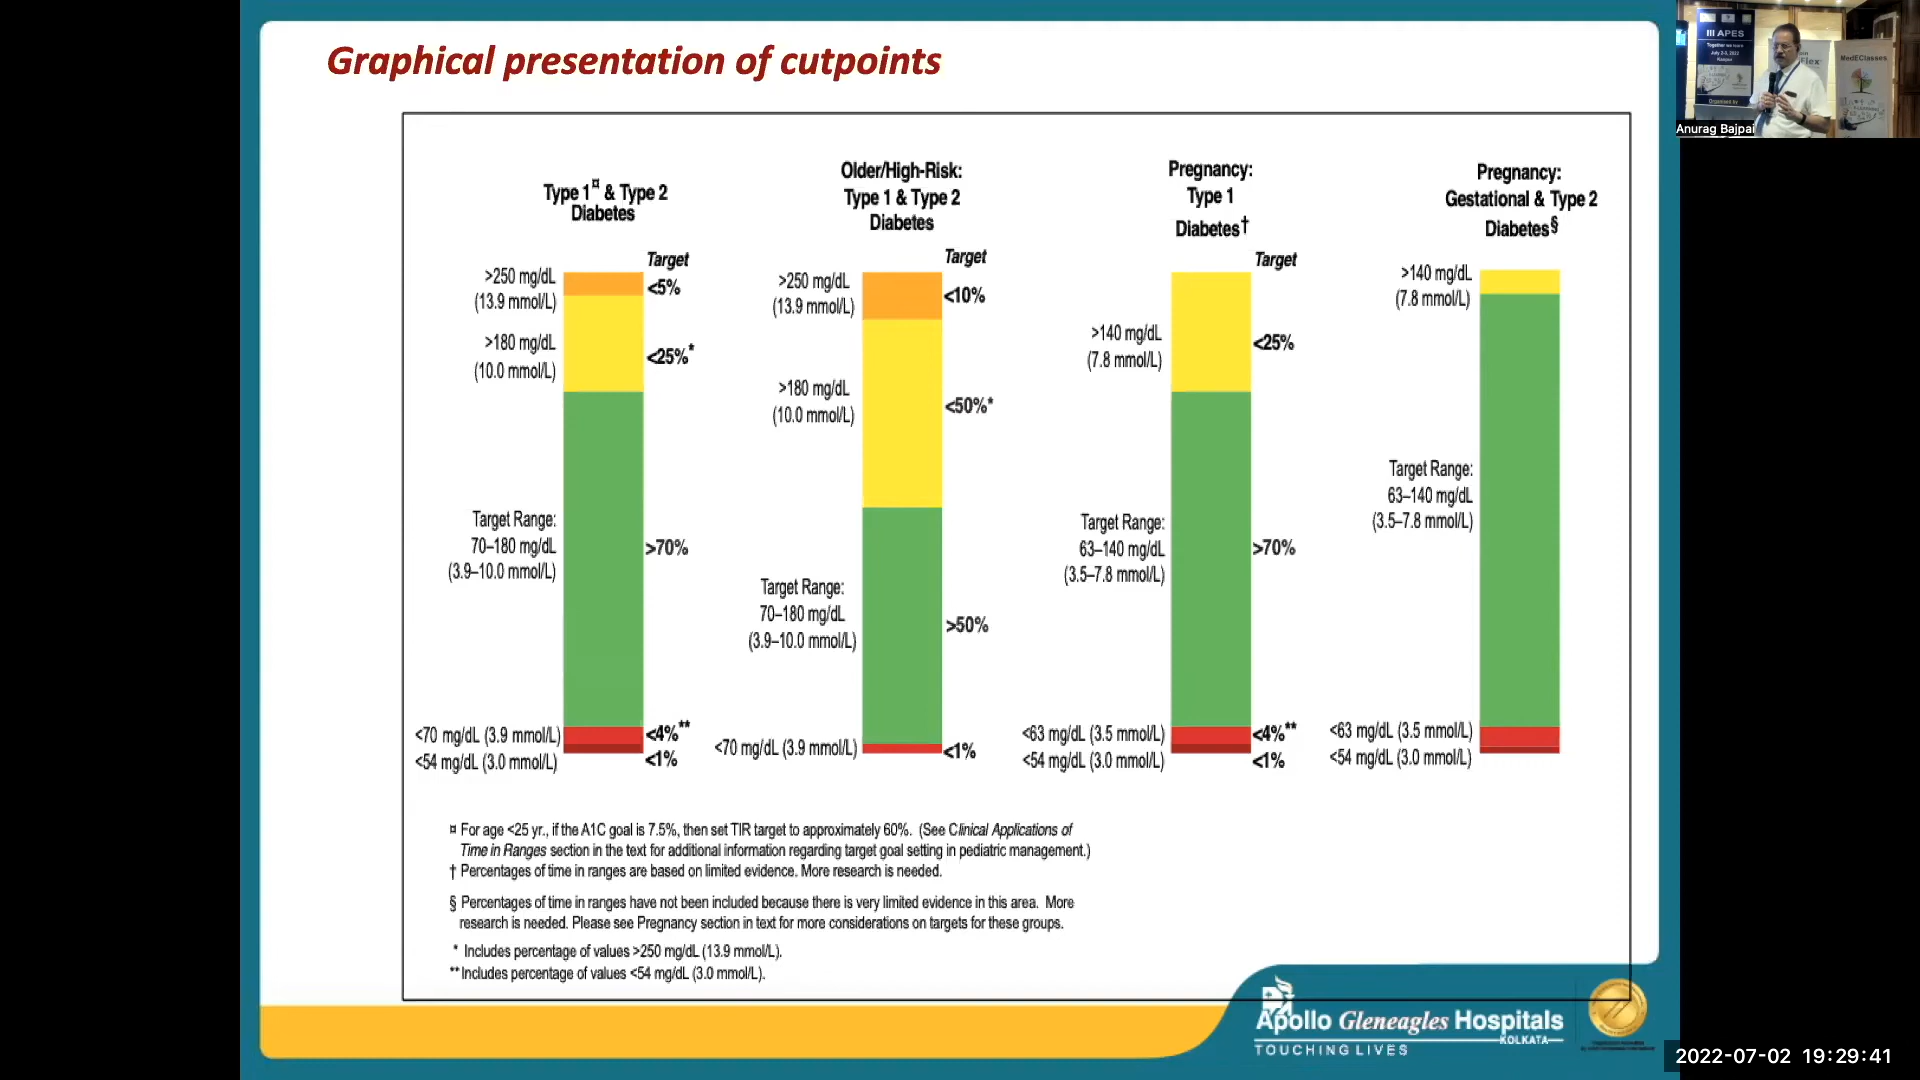 Graphical presentation of cutpoints
Type 1¤ & Type 2
Diabetes
Target
>250 mg/dL
(13.9 mmol/L)
<5%
>180 mg/dL
(10.0 mmol/L)
<25%*
Target Range:
70–180 mg/dL
(3.9–10.0 mmol/L)
>70%
<70 mg/dL (3.9 mmol/L)
<4%**
<54 mg/dL (3.0 mmol/L)
<1%
Older/High-Risk:
Type 1 & Type 2
Diabetes
Target
>250 mg/dL
(13.9 mmol/L)
<10%
>180 mg/dL
(10.0 mmol/L)
<50%*
Target Range:
70–180 mg/dL
(3.9–10.0 mmol/L)
>50%
<70 mg/dL (3.9 mmol/L)
<1%
Pregnancy:
Type 1
Diabetes†
Target
>140 mg/dL
(7.8 mmol/L)
<25%
Target Range:
63–140 mg/dL
(3.5–7.8 mmol/L)
>70%
<63 mg/dL (3.5 mmol/L)
<4%**
<54 mg/dL (3.0 mmol/L)
<1%
Pregnancy:
Gestational & Type 2
Diabetes§
>140 mg/dL
(7.8 mmol/L)
Target Range:
63–140 mg/dL
(3.5–7.8 mmol/L)
<63 mg/dL (3.5 mmol/L)
<54 mg/dL (3.0 mmol/L)
¤ For age <25 yr., if the A1C goal is 7.5%, then set TIR target to approximately 60%. (See Clinical Applications of
Time in Ranges section in the text for additional information regarding target goal setting in pediatric management.)
† Percentages of time in ranges are based on limited evidence. More research is needed.
§ Percentages of time in ranges have not been included because there is very limited evidence in this area. More
research is needed. Please see Pregnancy section in text for more considerations on targets for these groups.
* Includes percentage of values >250 mg/dL (13.9 mmol/L).
** Includes percentage of values <54 mg/dL (3.0 mmol/L).
Apollo Gleneagles Hospitals
KOLKATA
TOUCHING LIVES
III APES
Together we learn
July 2-3, 2022
MedEClasses
Anurag Bajpai
2022-07-02 19:29:41